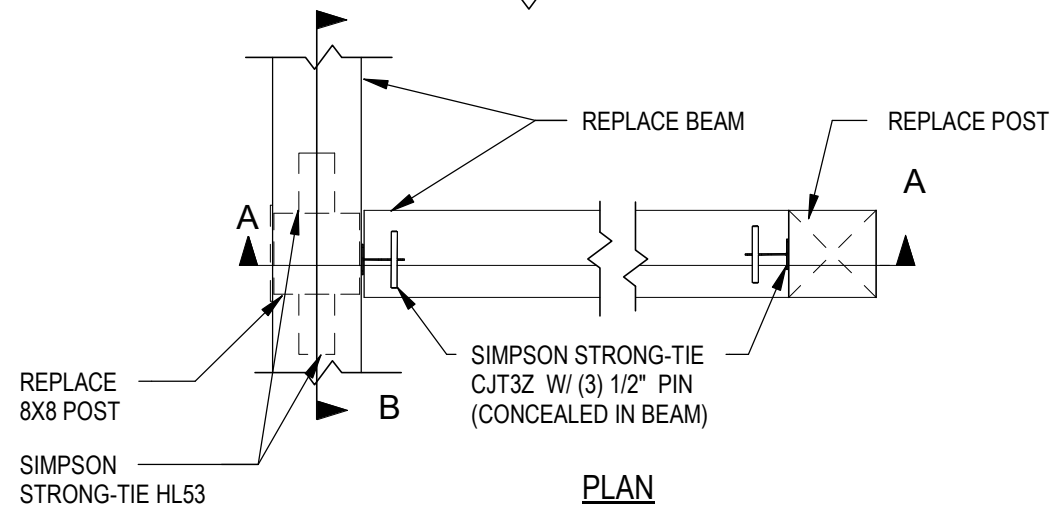 REPLACE BEAM
REPLACE POST
A
A
REPLACE
8X8 POST
SIMPSON
STRONG-TIE HL53
B
SIMPSON STRONG-TIE
CJT3Z W/ (3) 1/2" PIN
(CONCEALED IN BEAM)
PLAN